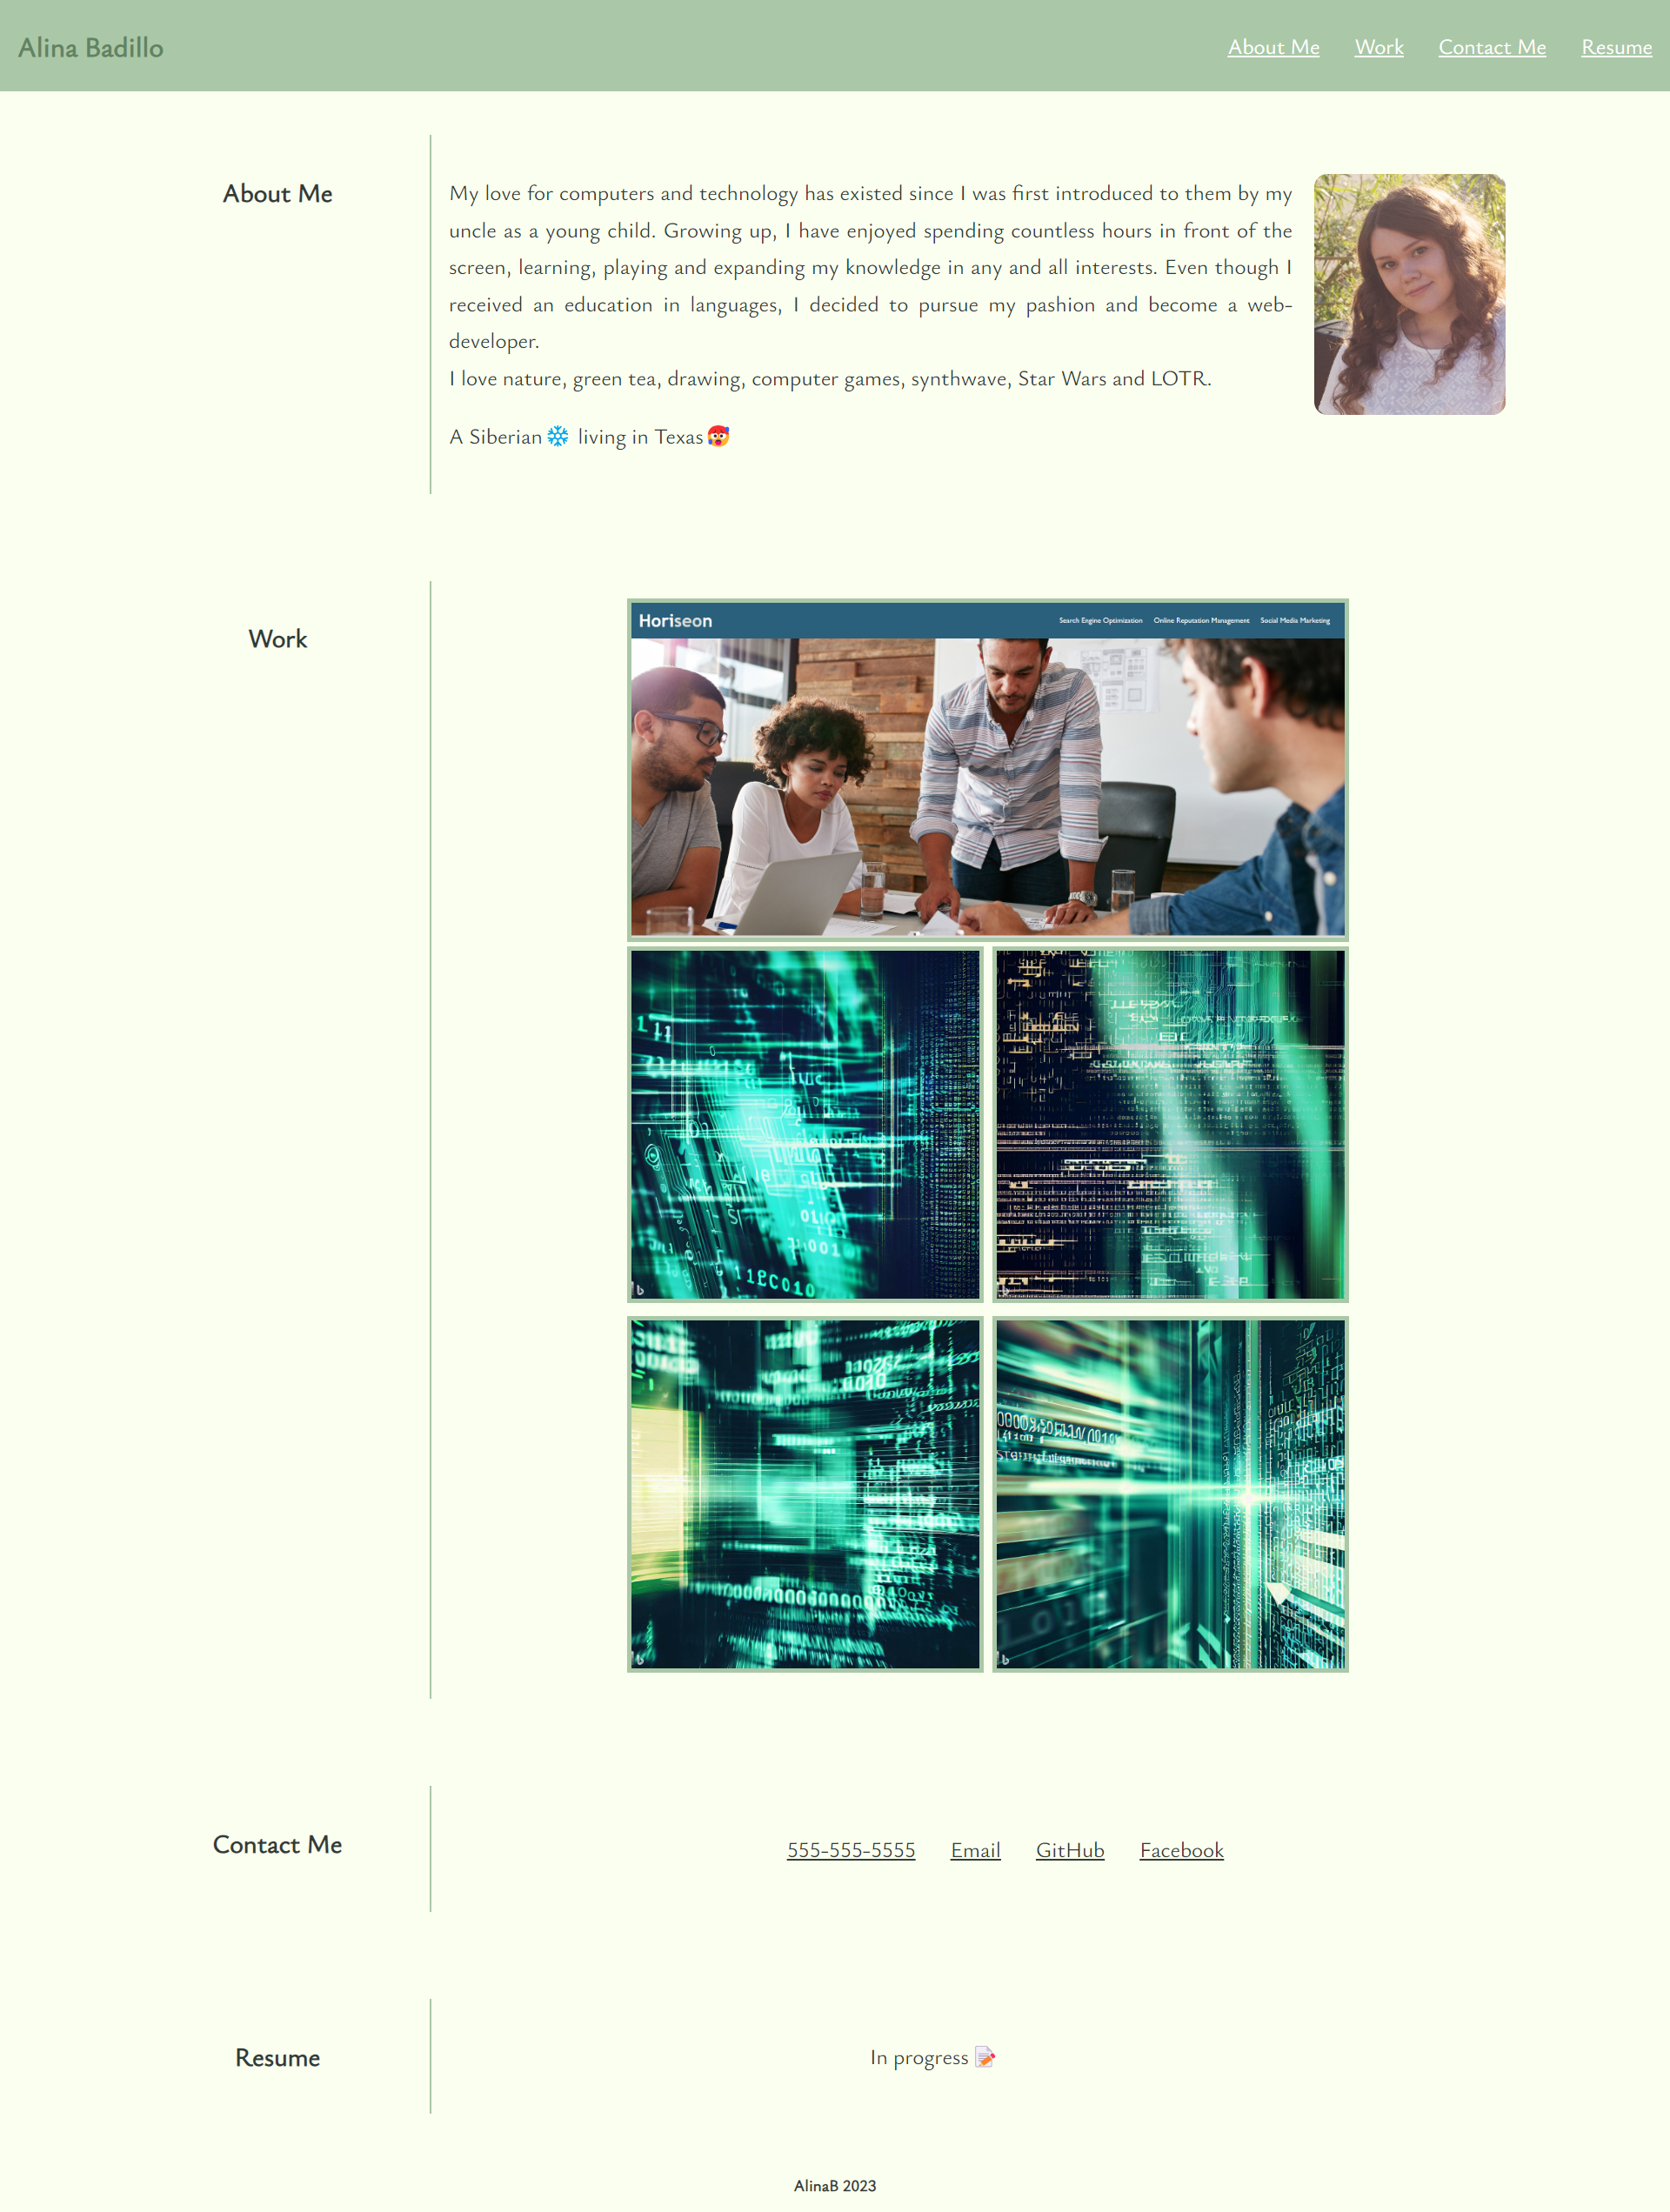 Alina Badillo
About Me Work Contact Me Resume
About Me
My love for computers and technology has existed since I was first introduced to them by my
uncle as a young child. Growing up, I have enjoyed spending countless hours in front of the
screen, learning, playing and expanding my knowledge in any and all interests. Even though I
received an education in languages, I decided to pursue my pashion and become a web-
developer.
I love nature, green tea, drawing, computer games, synthwave, Star Wars and LOTR.
A Siberian ❄️ living in Texas 🥵
Work
Horiseon
Search Engine Optimization Online Reputation Management Social Media Marketing
Contact Me
555-555-5555 Email GitHub Facebook
Resume
In progress 📝
AlinaB 2023